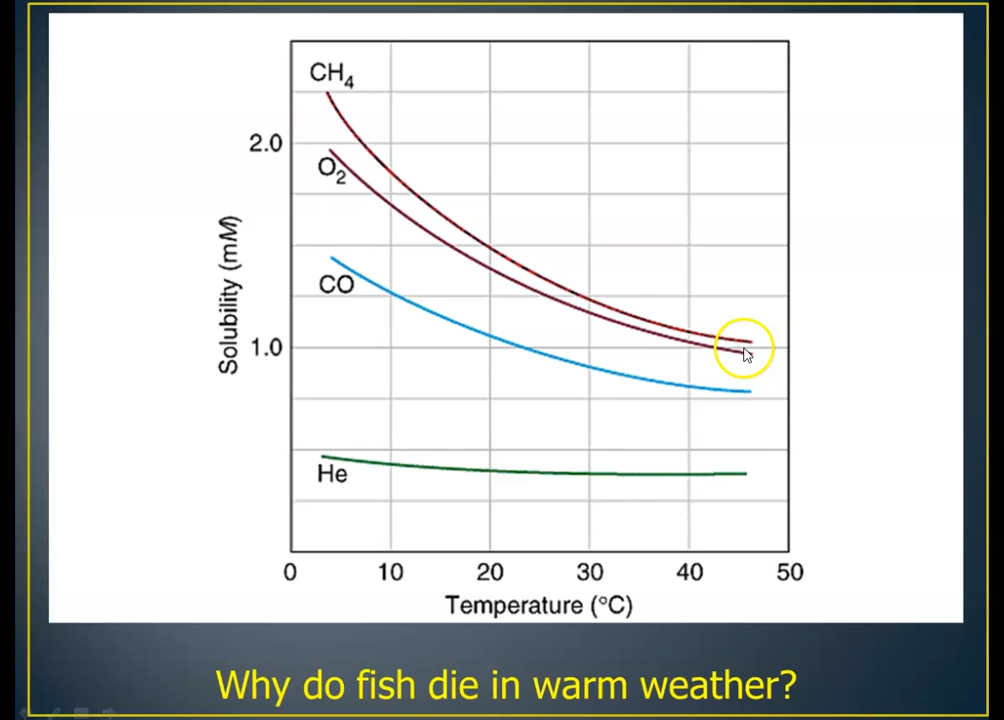 CH₄
2.0
O₂
Solubility (mM)
CO
1.0
He
0 10 20 30 40 50
Temperature (°C)
Why do fish die in warm weather?